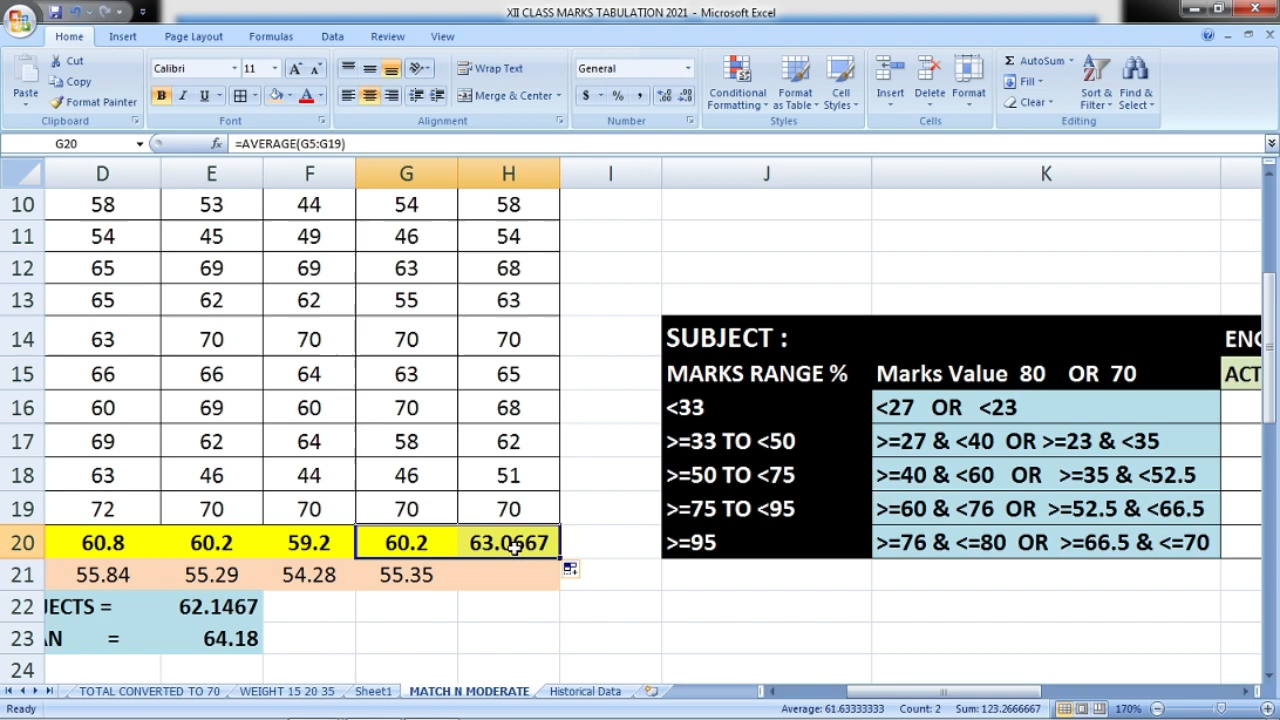 XII CLASS MARKS TABULATION 2021 - Microsoft Excel
Home Insert Page Layout Formulas Data Review View
Paste Cut Copy Format Painter
Calibri 11
B I U
Wrap Text
Merge & Center
General
$ % ,
Conditional Formatting Format as Table Cell Styles
Insert Delete Format
AutoSum Fill Clear Sort & Filter Find & Select
Clipboard Font Alignment Number Styles Cells Editing
G20 fx =AVERAGE(G5:G19)
D E F G H I J K
10 58 53 44 54 58
11 54 45 49 46 54
12 65 69 69 63 68
13 65 62 62 55 63
14 63 70 70 70 70 SUBJECT : ENG
15 66 66 64 63 65 MARKS RANGE % Marks Value 80 OR 70 ACT
16 60 69 60 70 68 <33 <27 OR <23
17 69 62 64 58 62 >=33 TO <50 >=27 & <40 OR >=23 & <35
18 63 46 44 46 51 >=50 TO <75 >=40 & <60 OR >=35 & <52.5
19 72 70 70 70 70 >=75 TO <95 >=60 & <76 OR >=52.5 & <66.5
20 60.8 60.2 59.2 60.2 63.0667 >=95 >=76 & <=80 OR >=66.5 & <=70
21 55.84 55.29 54.28 55.35
22 JECTS = 62.1467
23 AN = 64.18
24
TOTAL CONVERTED TO 70 WEIGHT 15 20 35 Sheet1 MATCH N MODERATE Historical Data
Ready Average: 61.63333333 Count: 2 Sum: 123.2666667 170%